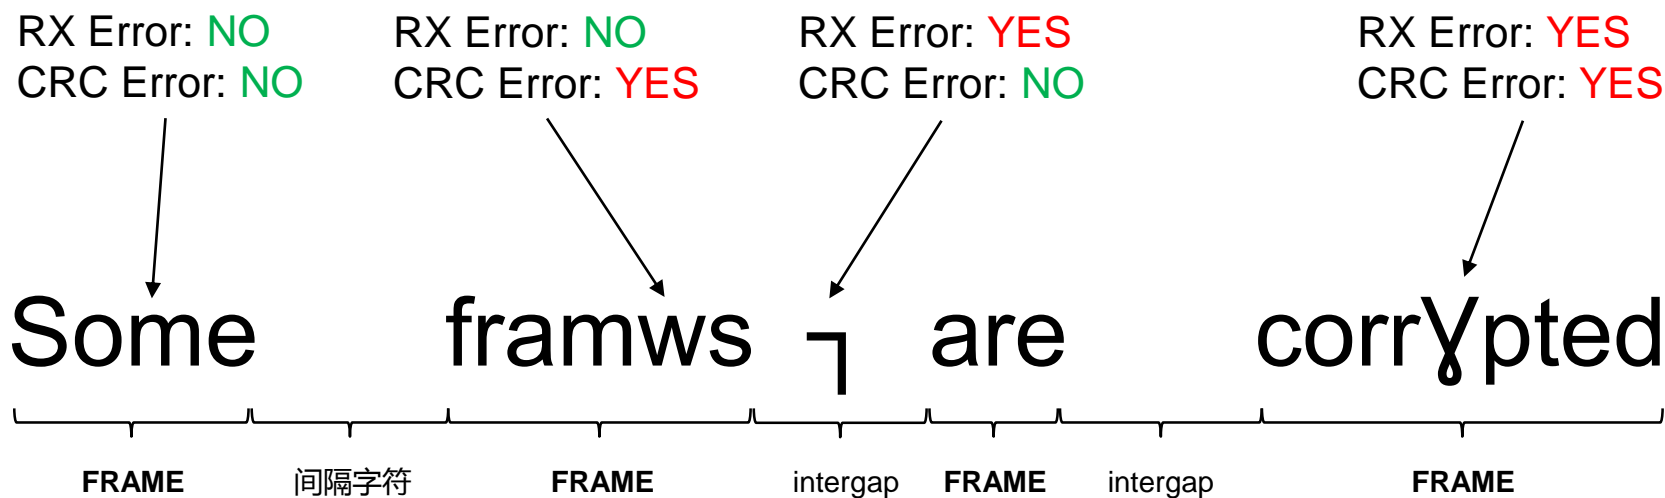 RX Error: NO
CRC Error: NO
RX Error: NO
CRC Error: YES
RX Error: YES
CRC Error: NO
RX Error: YES
CRC Error: YES
Some framws ┐ are corrɣpted
FRAME 间隔字符 FRAME intergap FRAME intergap FRAME